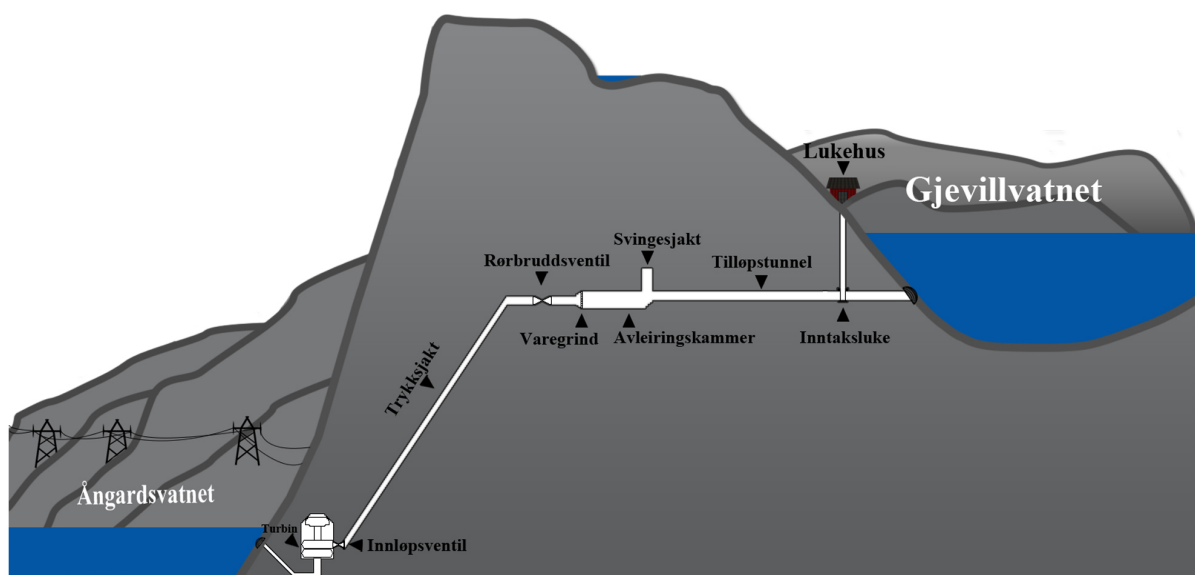 Lukehus
Gjevillvatnet
Svingesjakt
Rørbruddsventil
Tilløpstunnel
Varegrind
Avleiringskammer
Inntaksluke
Trykksjakt
Ångardsvatnet
Turbin
Innløpsventil